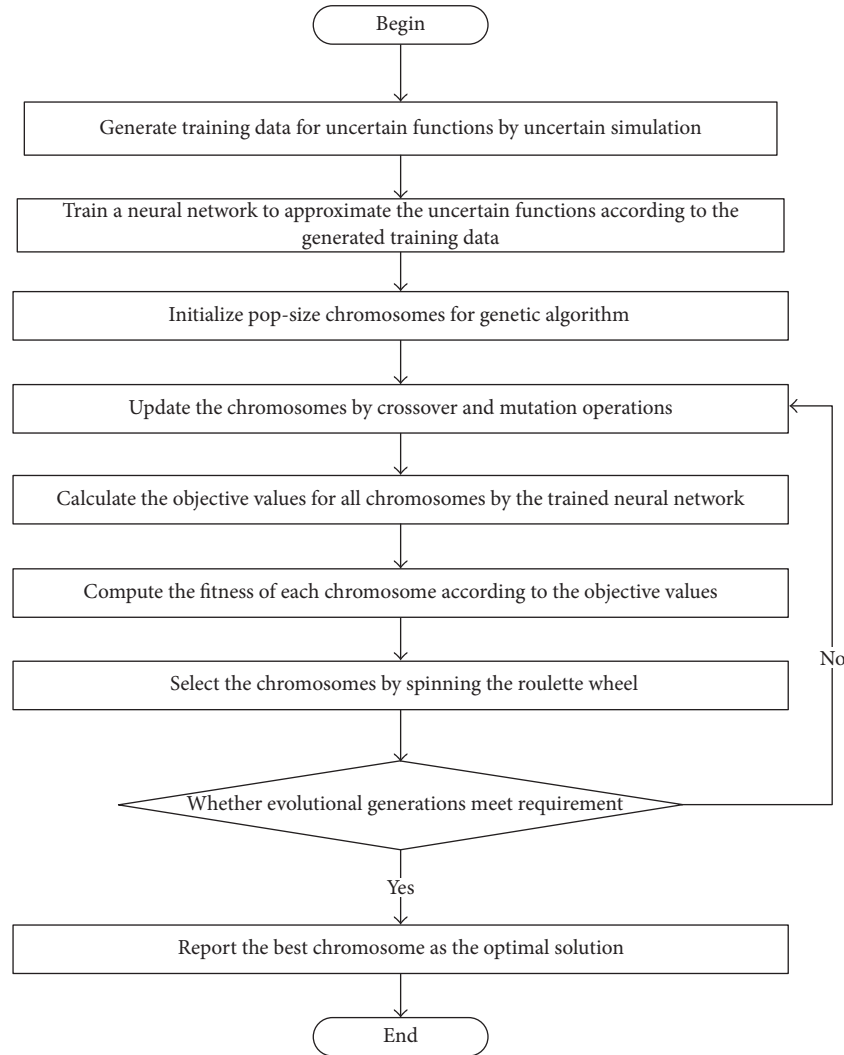 Begin
Generate training data for uncertain functions by uncertain simulation
Train a neural network to approximate the uncertain functions according to the
generated training data
Initialize pop-size chromosomes for genetic algorithm
Update the chromosomes by crossover and mutation operations
Calculate the objective values for all chromosomes by the trained neural network
Compute the fitness of each chromosome according to the objective values
No
Select the chromosomes by spinning the roulette wheel
Whether evolutional generations meet requirement
Yes
Report the best chromosome as the optimal solution
End